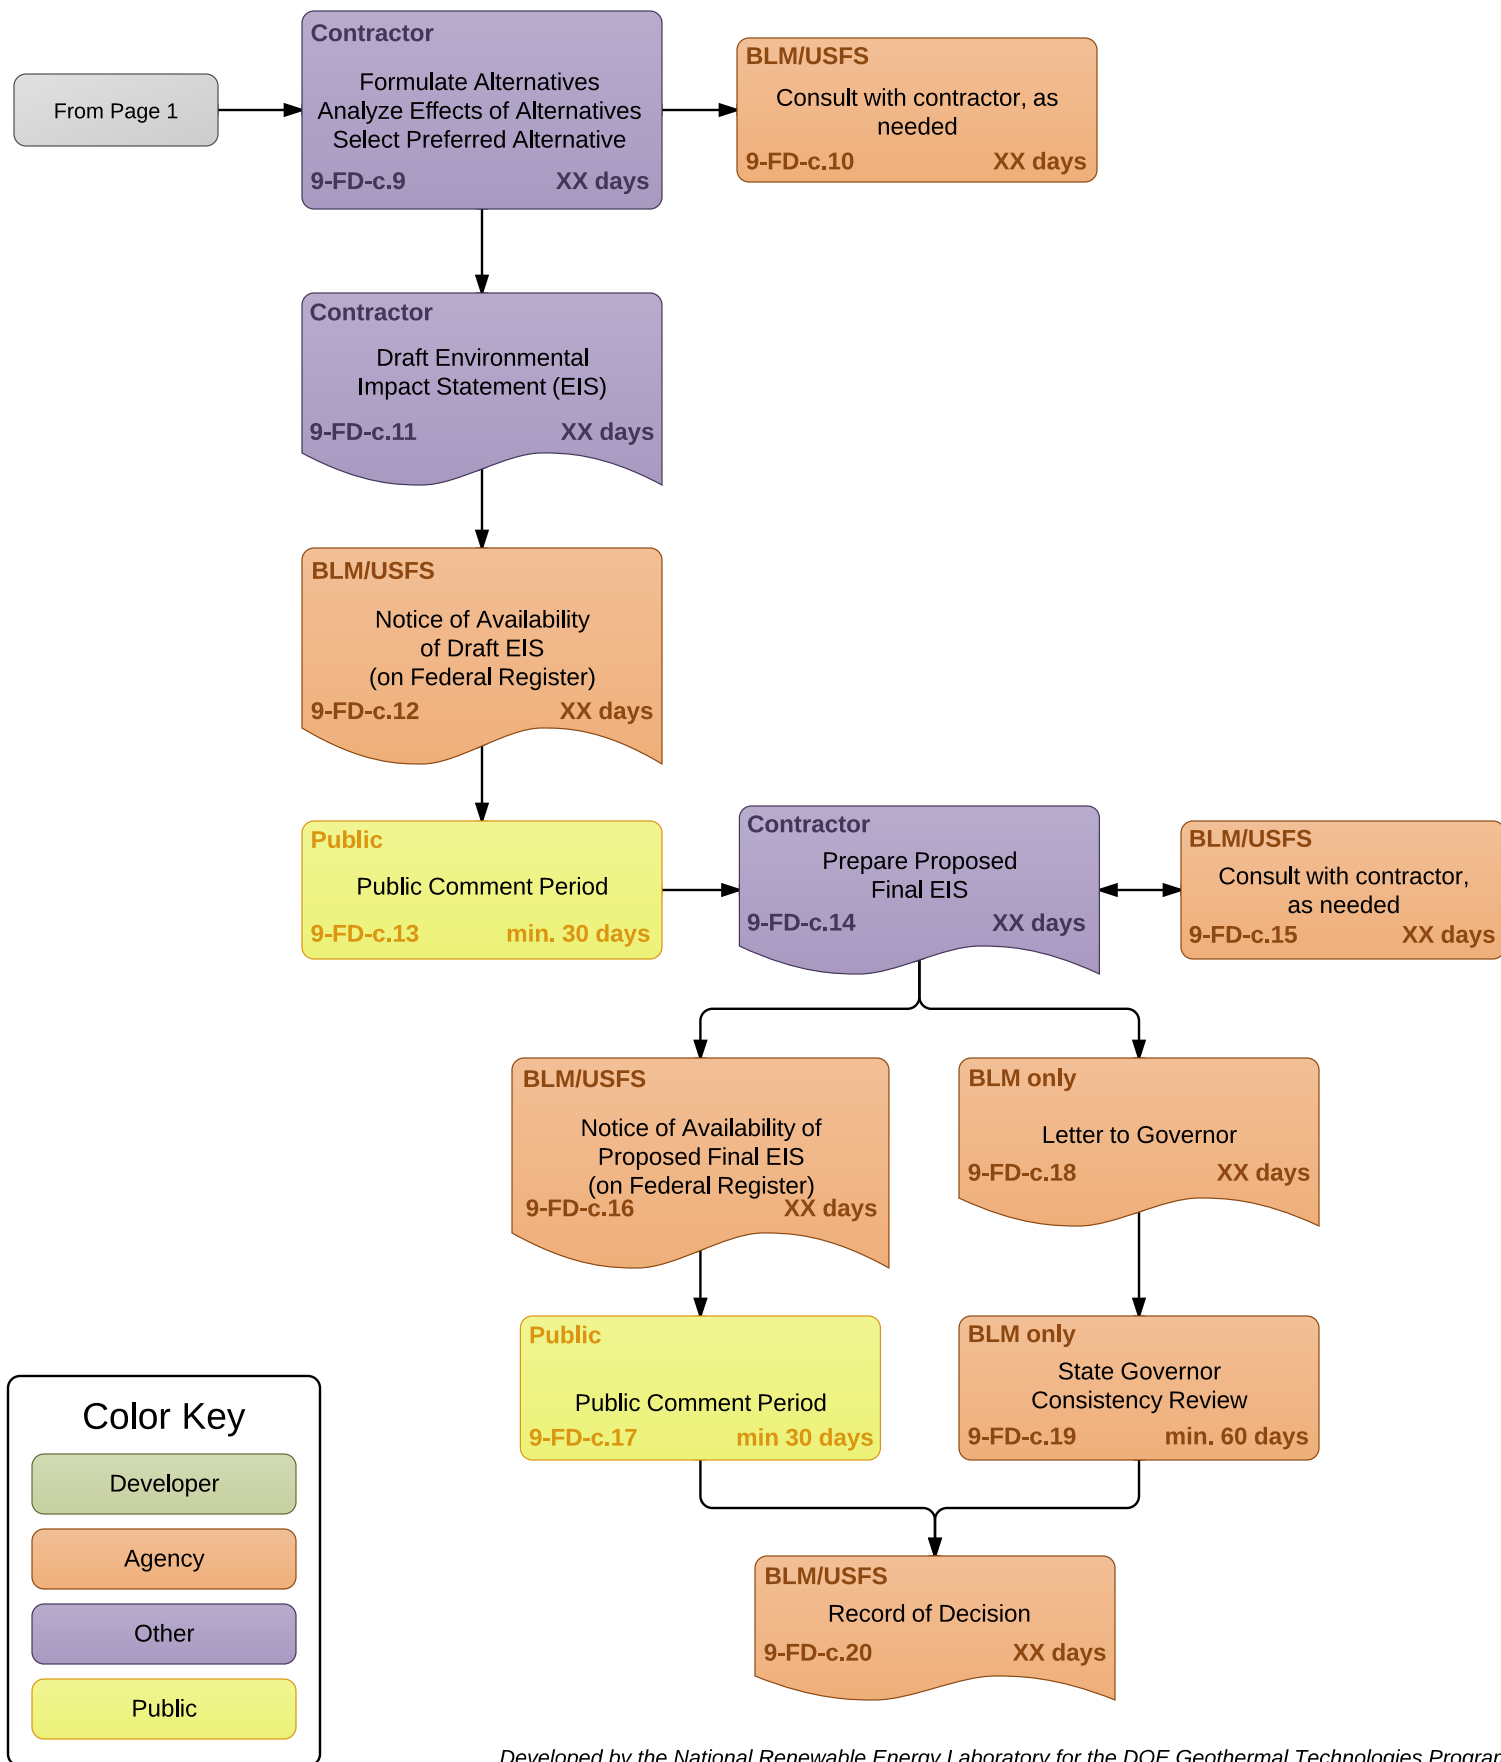 From Page 1
Contractor
Formulate Alternatives
Analyze Effects of Alternatives
Select Preferred Alternative
9-FD-c.9 XX days
BLM/USFS
Consult with contractor, as
needed
9-FD-c.10 XX days
Contractor
Draft Environmental
Impact Statement (EIS)
9-FD-c.11 XX days
BLM/USFS
Notice of Availability
of Draft EIS
(on Federal Register)
9-FD-c.12 XX days
Public
Public Comment Period
9-FD-c.13 min. 30 days
Contractor
Prepare Proposed
Final EIS
9-FD-c.14 XX days
BLM/USFS
Consult with contractor,
as needed
9-FD-c.15 XX days
BLM/USFS
Notice of Availability of
Proposed Final EIS
(on Federal Register)
9-FD-c.16 XX days
BLM only
Letter to Governor
9-FD-c.18 XX days
Public
Public Comment Period
9-FD-c.17 min 30 days
BLM only
State Governor
Consistency Review
9-FD-c.19 min. 60 days
BLM/USFS
Record of Decision
9-FD-c.20 XX days
Color Key
Developer
Agency
Other
Public
Developed by the National Renewable Energy Laboratory for the DOE Geothermal Technologies Program